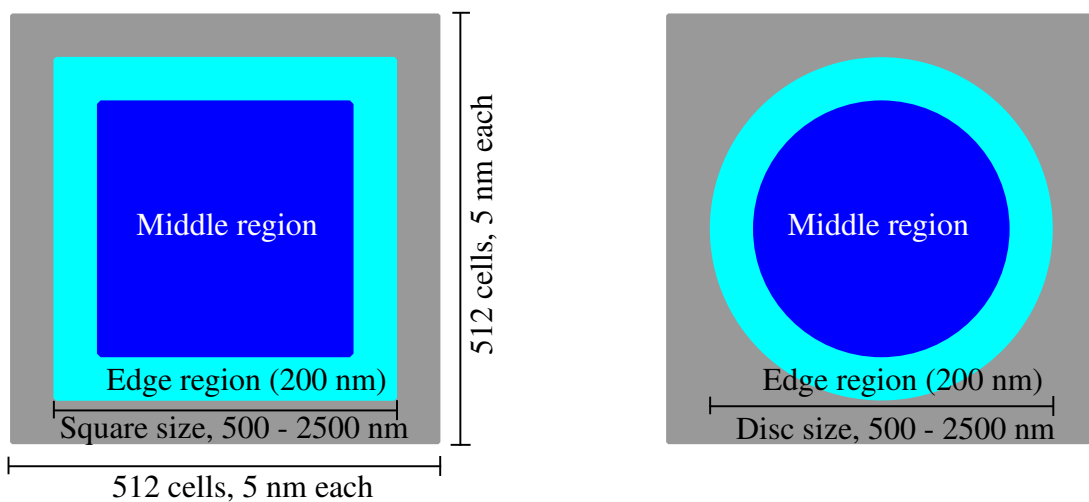 Middle region
Edge region (200 nm)
Square size, 500 - 2500 nm
512 cells, 5 nm each
512 cells, 5 nm each
Middle region
Edge region (200 nm)
Disc size, 500 - 2500 nm